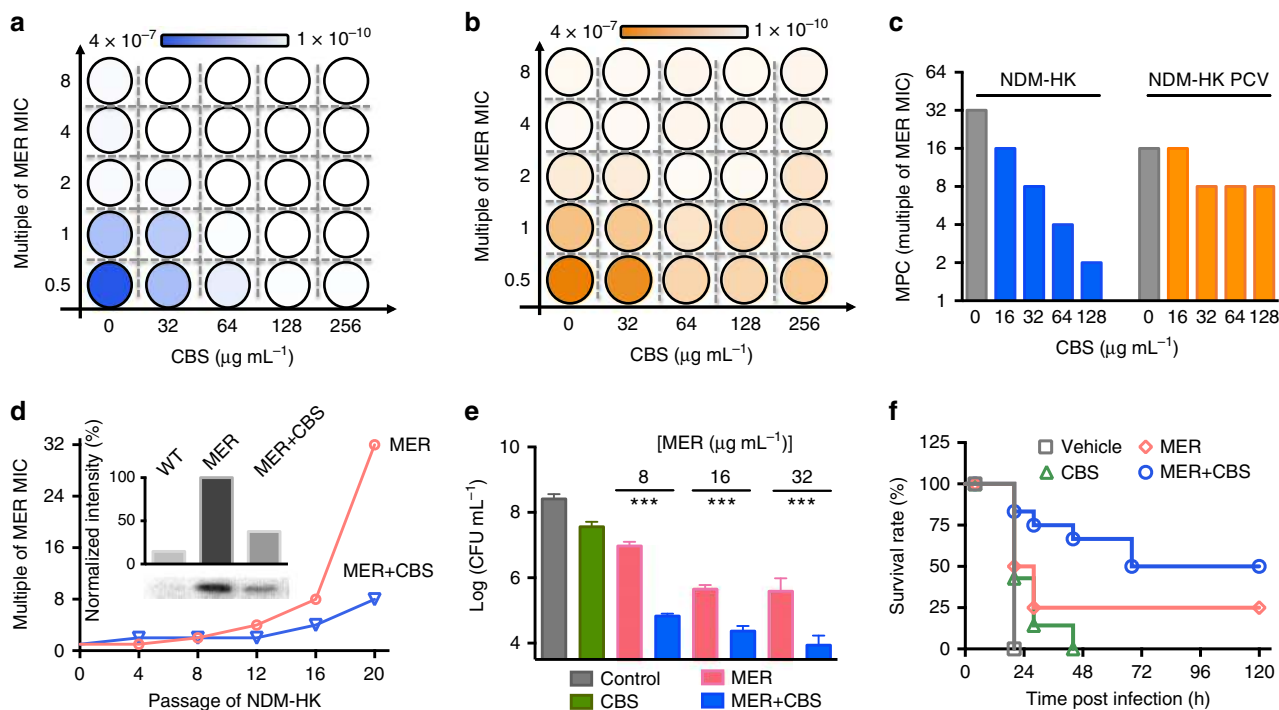 a
4 × 10⁻⁷
1 × 10⁻¹⁰
Multiple of MER MIC
8
4
2
1
0.5
0 32 64 128 256
CBS (µg mL⁻¹)
b
4 × 10⁻⁷
1 × 10⁻¹⁰
Multiple of MER MIC
8
4
2
1
0.5
0 32 64 128 256
CBS (µg mL⁻¹)
c
NDM-HK
NDM-HK PCV
MPC (multiple of MER MIC)
64
32
16
8
4
2
1
0 16 32 64 128
0 16 32 64 128
CBS (µg mL⁻¹)
d
Multiple of MER MIC
32
24
16
8
0
Normalized intensity (%)
100
50
0
WT
MER
MER+CBS
MER
MER+CBS
0 4 8 12 16 20
Passage of NDM-HK
e
Log (CFU mL⁻¹)
10
8
6
4
[MER (µg mL⁻¹)]
8 16 32
*** *** ***
Control
MER
CBS
MER+CBS
f
Survival rate (%)
125
100
75
50
25
0
Vehicle
MER
CBS
MER+CBS
0 24 48 72 96 120
Time post infection (h)